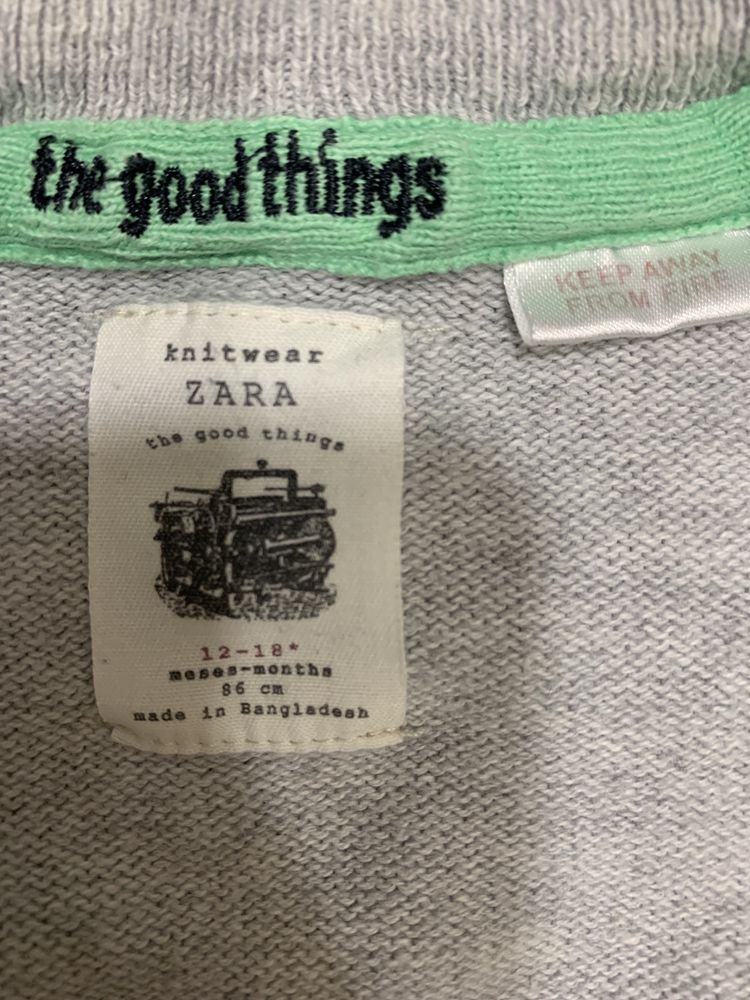 the good things
KEEP AWAY
FROM FIRE
knitwear
ZARA
the good things
12-18*
meses-months
86 cm
made in Bangladesh